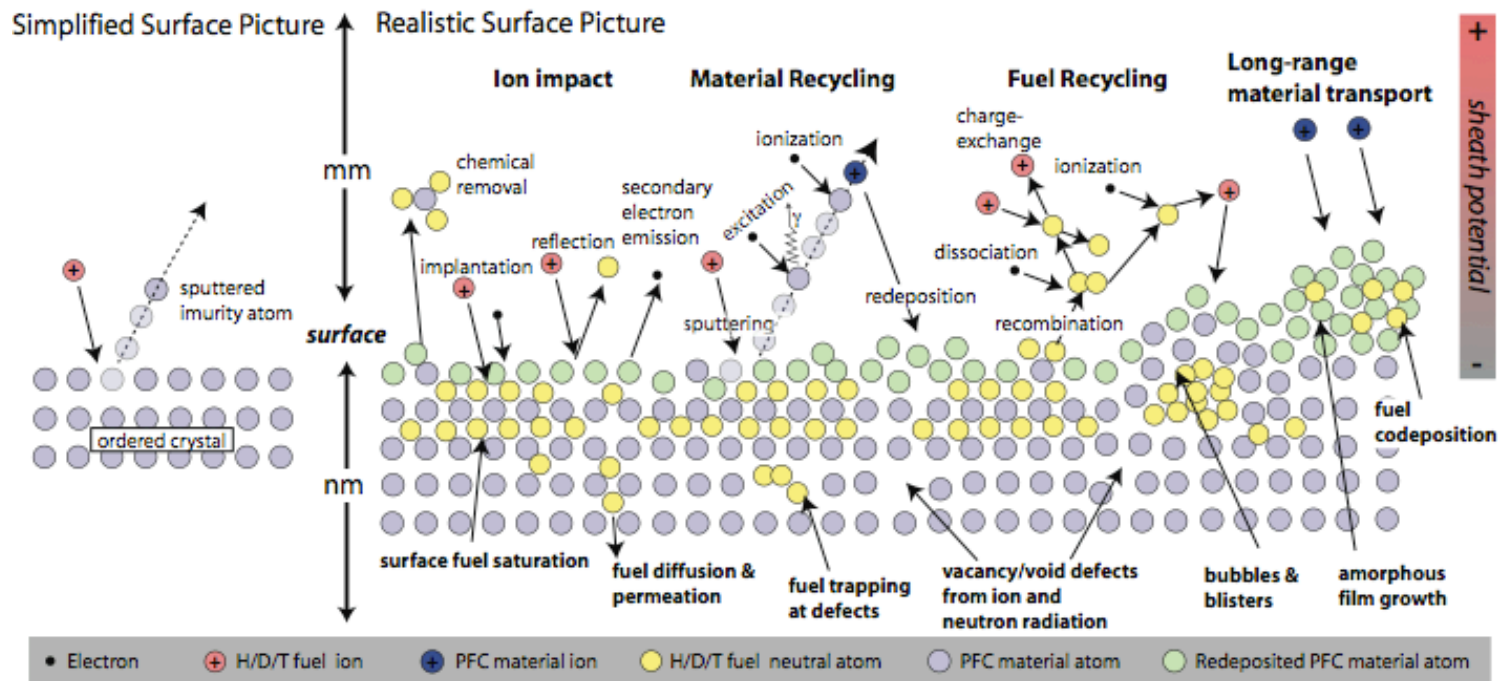 Simplified Surface Picture
Realistic Surface Picture
Ion impact
Material Recycling
Fuel Recycling
Long-range
material transport
+
sheath potential
-
mm
surface
nm
+
sputtered
imurity atom
ordered crystal
chemical
removal
implantation
+
reflection
+
secondary
electron
emission
+
ionization
+
excitation
γ
sputtering
redeposition
charge-
exchange
+
+
ionization
+
dissociation
recombination
+
+
fuel
codeposition
surface fuel saturation
fuel diffusion &
permeation
fuel trapping
at defects
vacancy/void defects
from ion and
neutron radiation
bubbles &
blisters
amorphous
film growth
Electron
+ H/D/T fuel ion
+ PFC material ion
H/D/T fuel neutral atom
PFC material atom
Redeposited PFC material atom